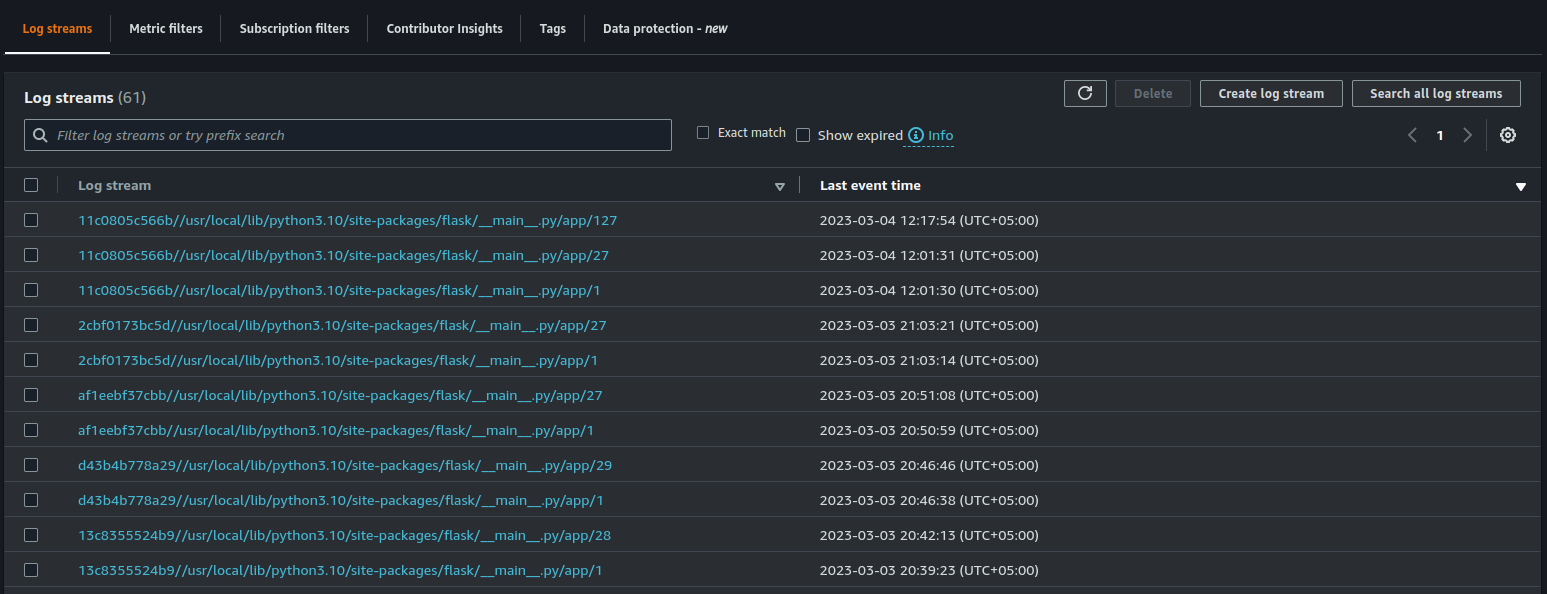 Log streams Metric filters Subscription filters Contributor Insights Tags Data protection - new
Log streams (61) Delete Create log stream Search all log streams
Filter log streams or try prefix search Exact match Show expired Info 1
Log stream Last event time
11c0805c566b//usr/local/lib/python3.10/site-packages/flask/__main__.py/app/127 2023-03-04 12:17:54 (UTC+05:00)
11c0805c566b//usr/local/lib/python3.10/site-packages/flask/__main__.py/app/27 2023-03-04 12:01:31 (UTC+05:00)
11c0805c566b//usr/local/lib/python3.10/site-packages/flask/__main__.py/app/1 2023-03-04 12:01:30 (UTC+05:00)
2cbf0173bc5d//usr/local/lib/python3.10/site-packages/flask/__main__.py/app/27 2023-03-03 21:03:21 (UTC+05:00)
2cbf0173bc5d//usr/local/lib/python3.10/site-packages/flask/__main__.py/app/1 2023-03-03 21:03:14 (UTC+05:00)
af1eebf37cbb//usr/local/lib/python3.10/site-packages/flask/__main__.py/app/27 2023-03-03 20:51:08 (UTC+05:00)
af1eebf37cbb//usr/local/lib/python3.10/site-packages/flask/__main__.py/app/1 2023-03-03 20:50:59 (UTC+05:00)
d43b4b778a29//usr/local/lib/python3.10/site-packages/flask/__main__.py/app/29 2023-03-03 20:46:46 (UTC+05:00)
d43b4b778a29//usr/local/lib/python3.10/site-packages/flask/__main__.py/app/1 2023-03-03 20:46:38 (UTC+05:00)
13c8355524b9//usr/local/lib/python3.10/site-packages/flask/__main__.py/app/28 2023-03-03 20:42:13 (UTC+05:00)
13c8355524b9//usr/local/lib/python3.10/site-packages/flask/__main__.py/app/1 2023-03-03 20:39:23 (UTC+05:00)